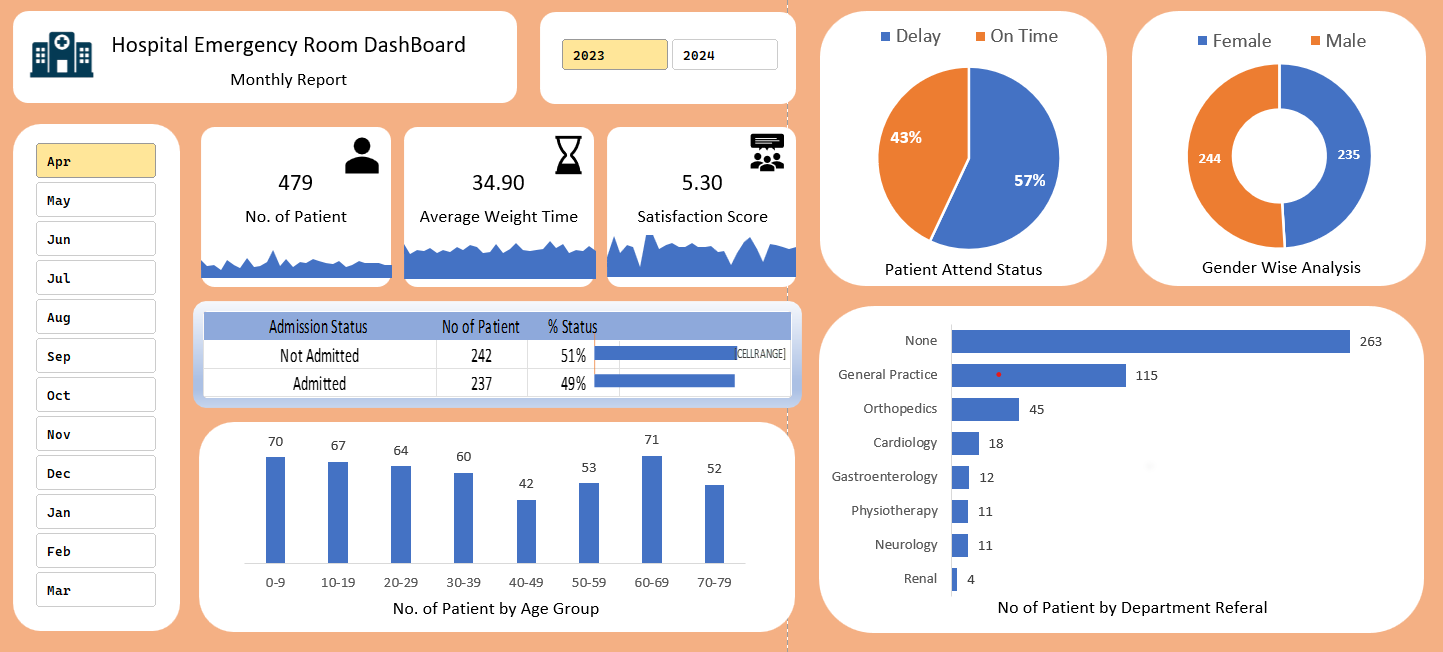 Hospital Emergency Room DashBoard
Monthly Report
2023
2024
Apr
May
Jun
Jul
Aug
Sep
Oct
Nov
Dec
Jan
Feb
Mar
479
No. of Patient
34.90
Average Weight Time
5.30
Satisfaction Score
Admission Status No of Patient % Status
Not Admitted 242 51% [CELLRANGE]
Admitted 237 49%
70 67 64 60 42 53 71 52
0-9 10-19 20-29 30-39 40-49 50-59 60-69 70-79
No. of Patient by Age Group
Delay On Time
43%
57%
Patient Attend Status
Female Male
244 235
Gender Wise Analysis
None 263
General Practice 115
Orthopedics 45
Cardiology 18
Gastroenterology 12
Physiotherapy 11
Neurology 11
Renal 4
No of Patient by Department Referal